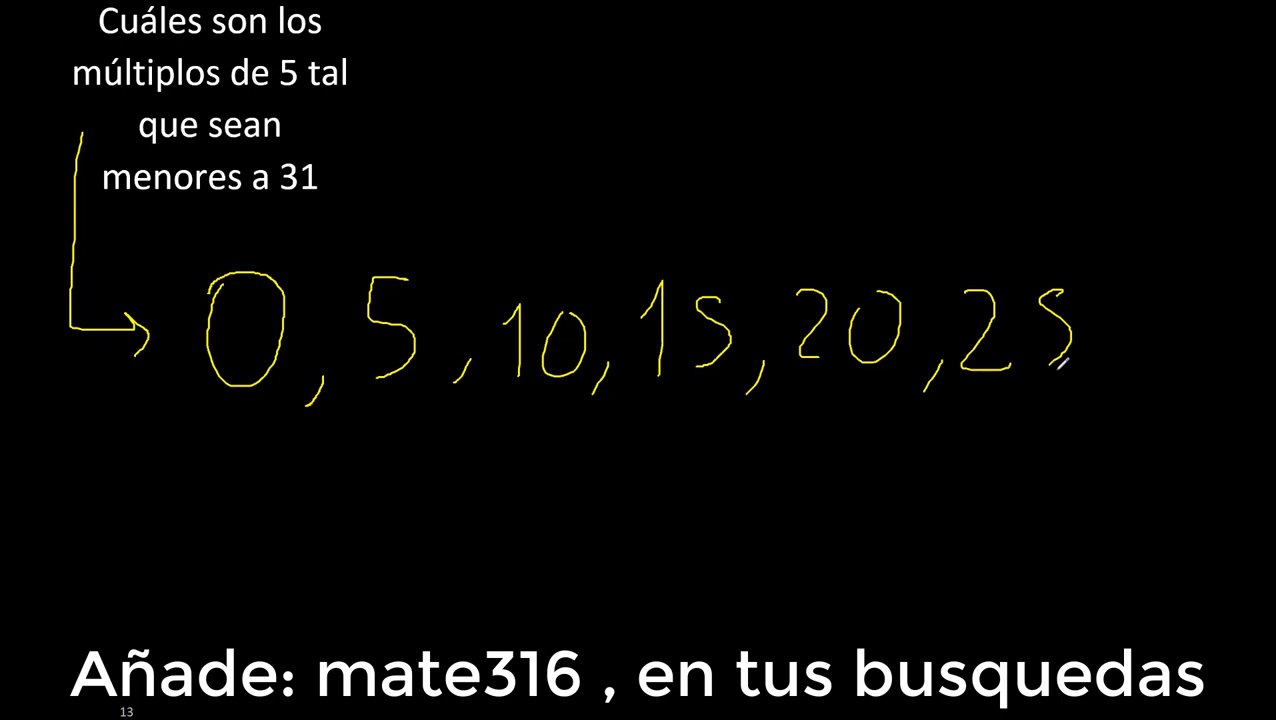 Cuáles son los
múltiplos de 5 tal
que sean
menores a 31
0, 5, 10, 15, 20, 25
Añade: mate316 , en tus busquedas
13